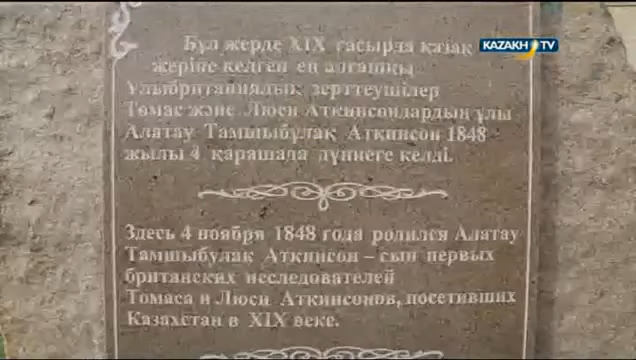 KAZAKH TV
Бұл жерде XIX ғасырда қазақ
жеріне келген ең алғашқы
Ұлыбританиялық зерттеушілер
Томас және Люси Аткинсондардың ұлы
Алатау Тамшыбұлақ Аткинсон 1848
жылы 4 қарашада дүниеге келді.
Здесь 4 ноября 1848 года родился Алатау
Тамшыбулак Аткинсон – сын первых
британских исследователей
Томаса и Люси Аткинсонов, посетивших
Казахстан в XIX веке.